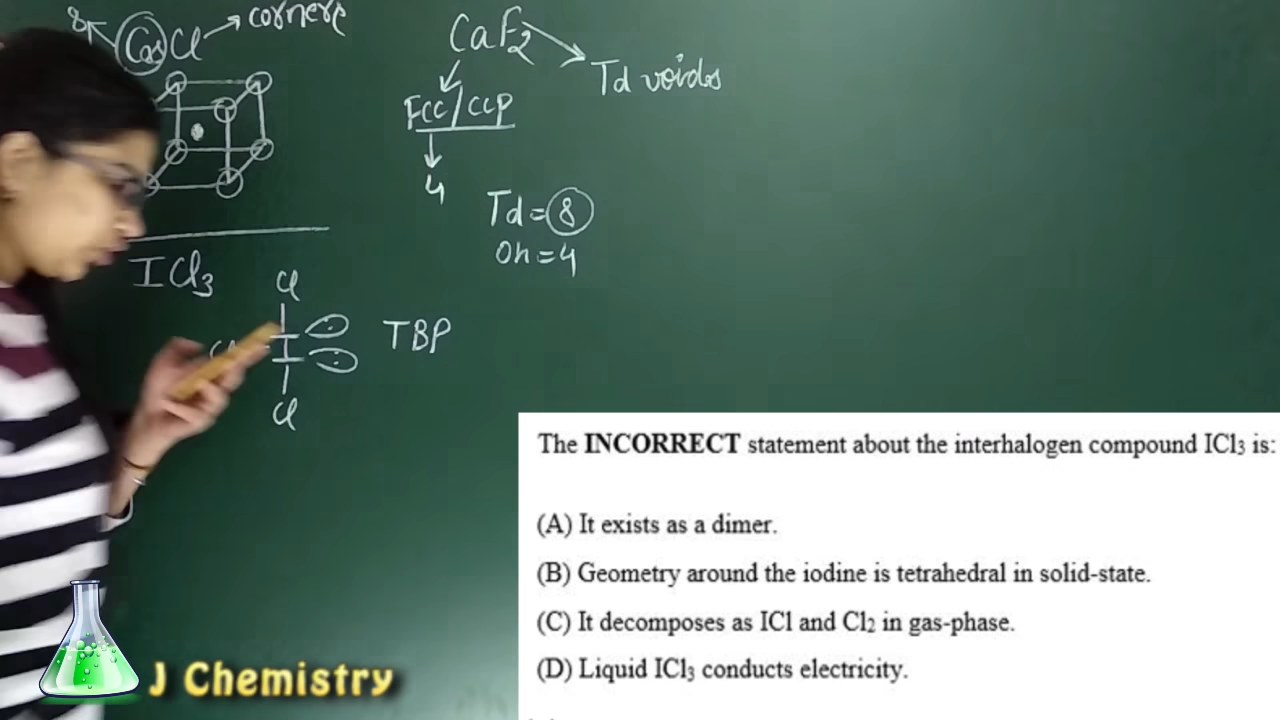 8 CsCl → corners
CaF2
Td voids
FCC/CCP
4
Td = 8
Oh = 4
ICl3
Cl
I
TBP
Cl
The INCORRECT statement about the interhalogen compound ICl3 is:
(A) It exists as a dimer.
(B) Geometry around the iodine is tetrahedral in solid-state.
(C) It decomposes as ICl and Cl2 in gas-phase.
(D) Liquid ICl3 conducts electricity.
J Chemistry